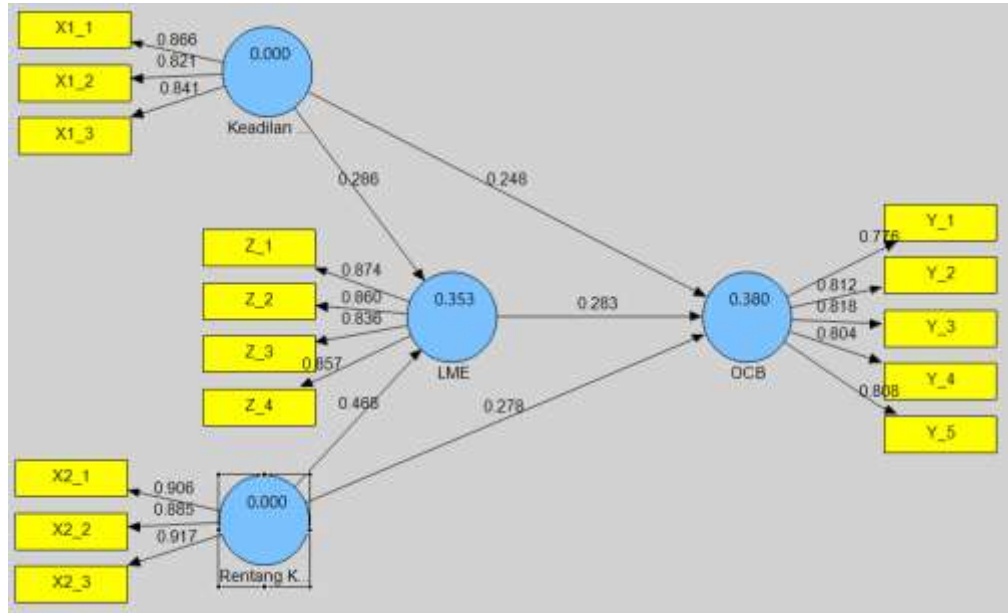 X1_1
0.866
X1_2
0.821
X1_3
0.841
0.000
Keadilan ...
0.286
0.248
Z_1
0.874
Z_2
0.860
Z_3
0.836
Z_4
0.857
0.353
LME
0.283
0.380
OCB
Y_1
0.776
Y_2
0.812
Y_3
0.818
Y_4
0.804
Y_5
0.808
0.468
0.278
X2_1
0.906
X2_2
0.885
X2_3
0.917
0.000
Rentang K...